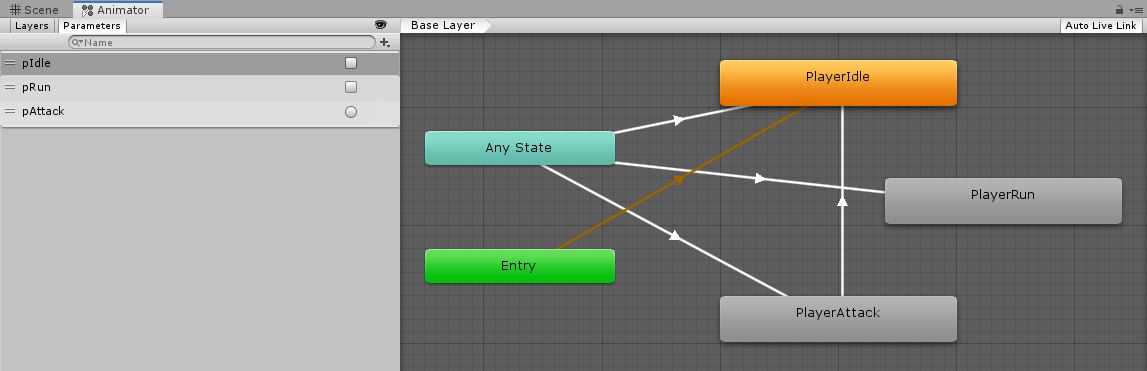 Scene Animator
Layers Parameters Base Layer Auto Live Link
Name
pIdle
pRun
pAttack
PlayerIdle
Any State
PlayerRun
Entry
PlayerAttack